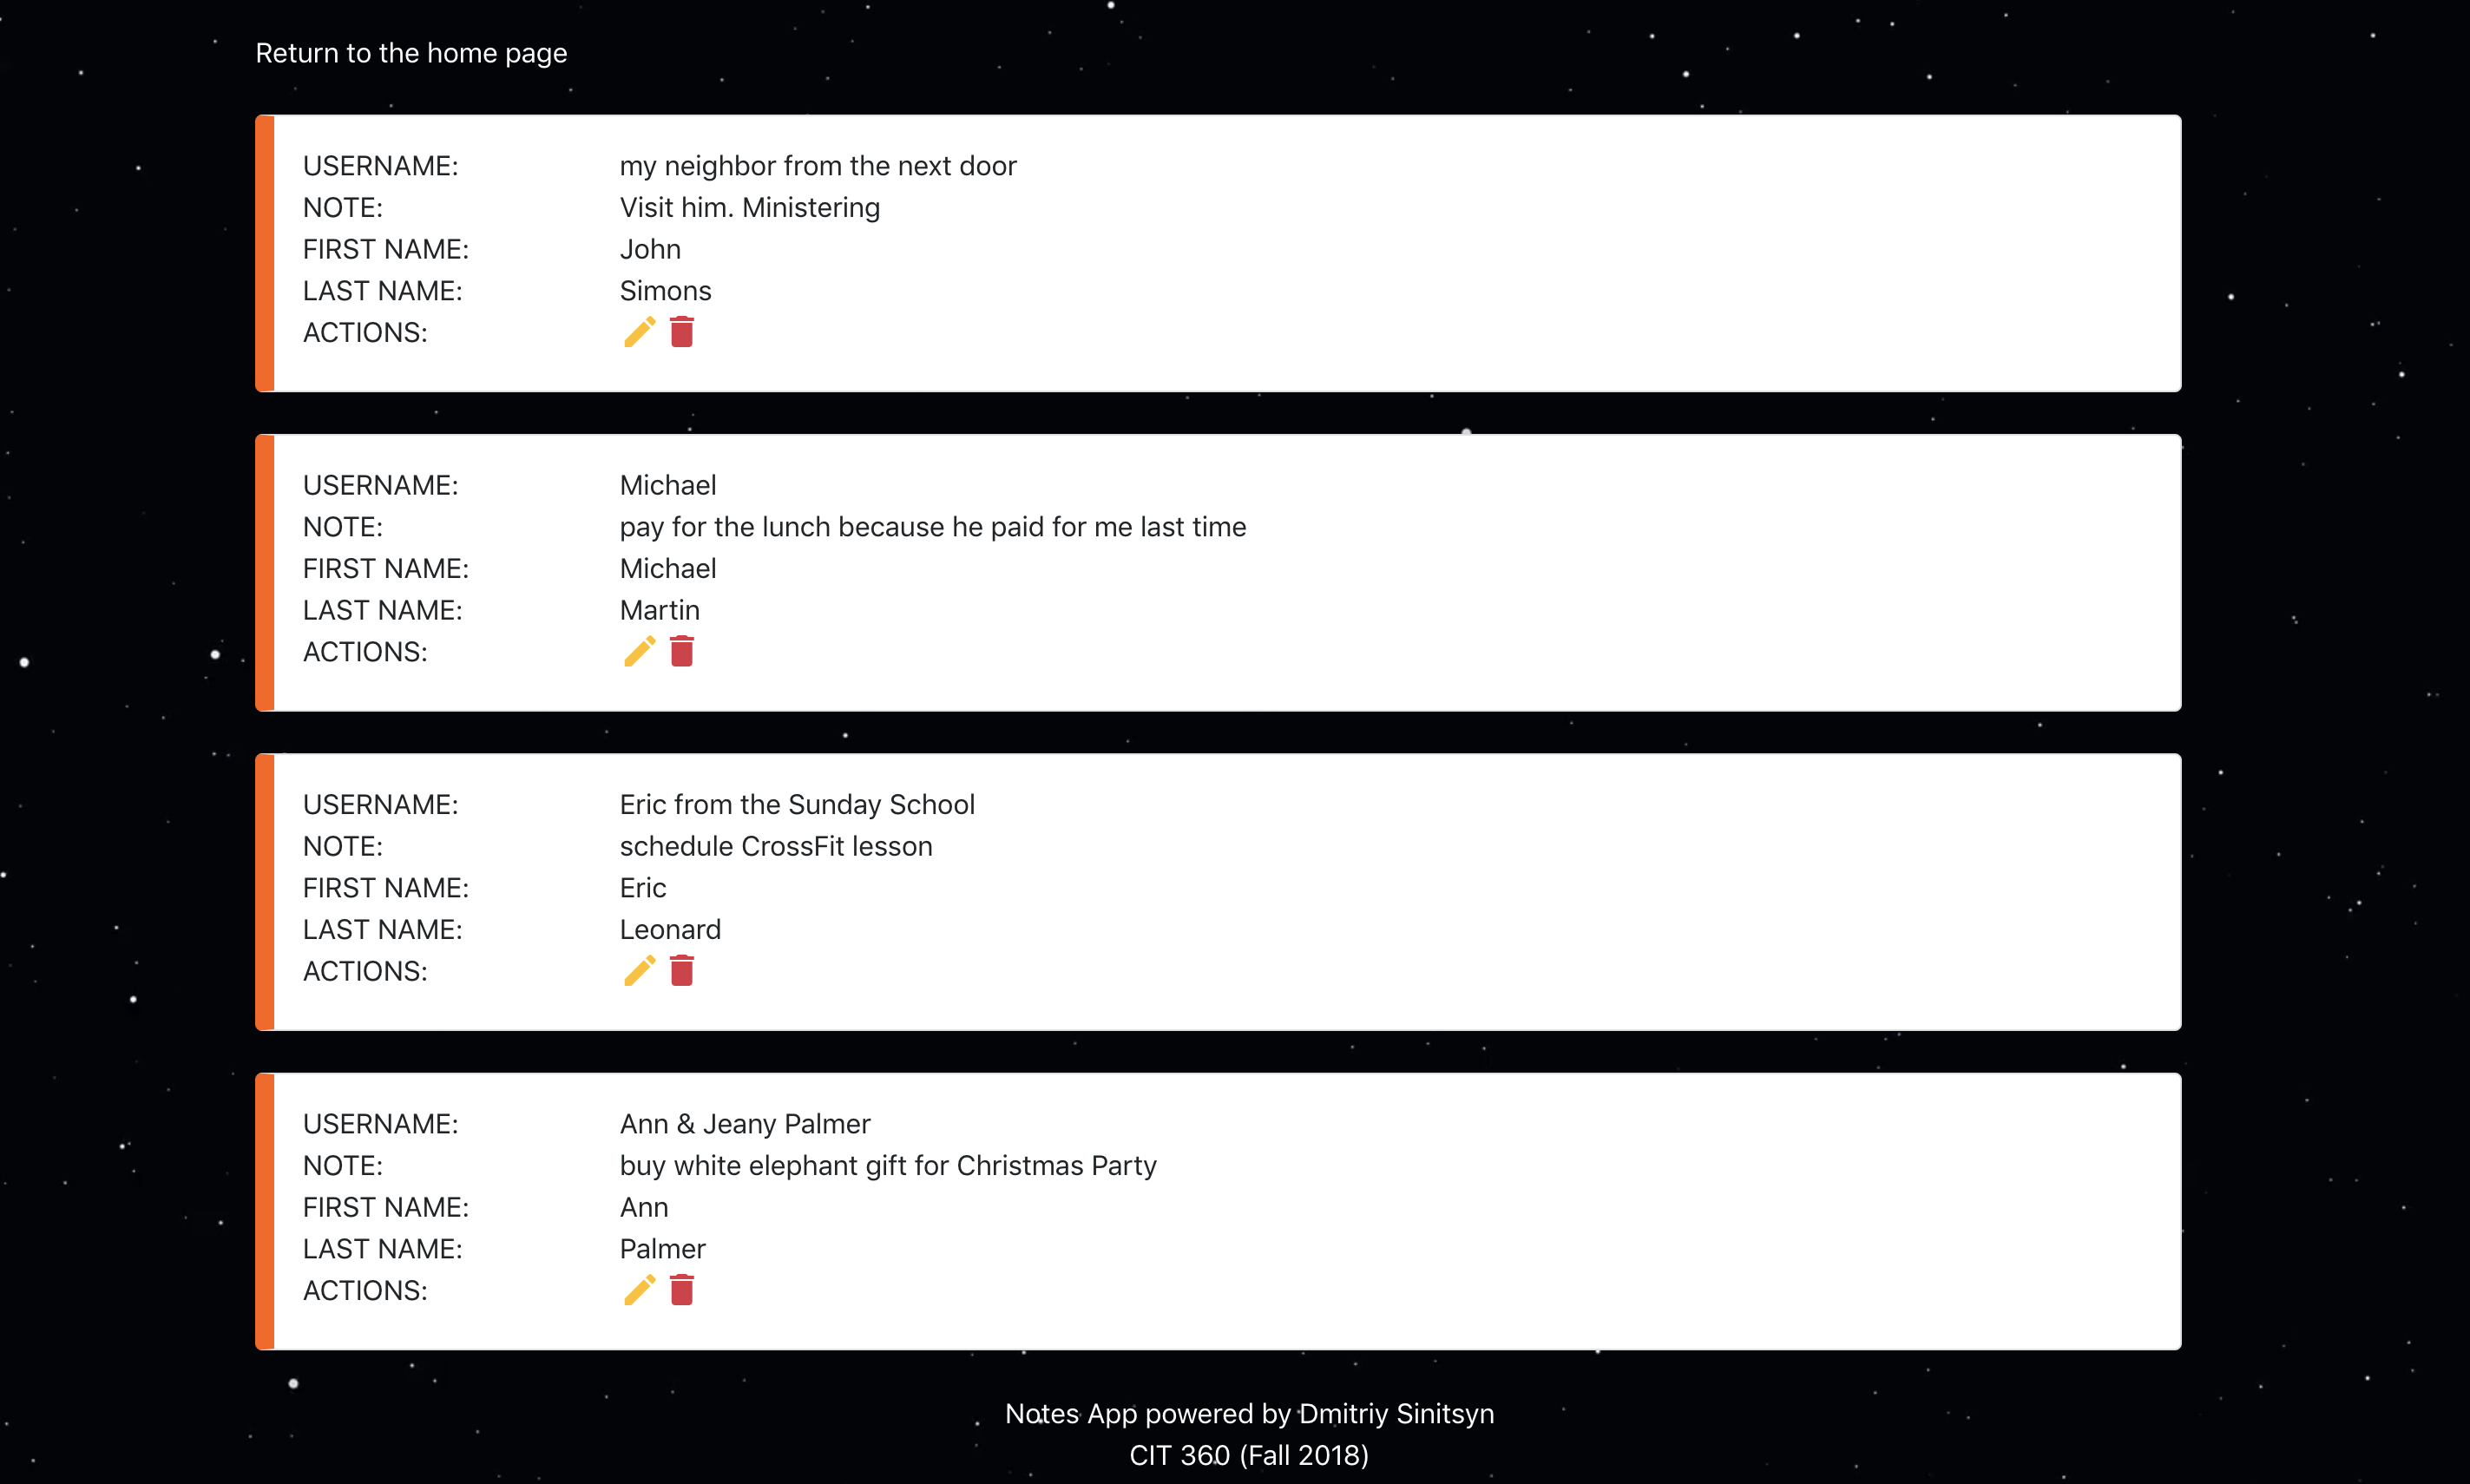 Return to the home page
USERNAME: my neighbor from the next door
NOTE: Visit him. Ministering
FIRST NAME: John
LAST NAME: Simons
ACTIONS:
USERNAME: Michael
NOTE: pay for the lunch because he paid for me last time
FIRST NAME: Michael
LAST NAME: Martin
ACTIONS:
USERNAME: Eric from the Sunday School
NOTE: schedule CrossFit lesson
FIRST NAME: Eric
LAST NAME: Leonard
ACTIONS:
USERNAME: Ann & Jeany Palmer
NOTE: buy white elephant gift for Christmas Party
FIRST NAME: Ann
LAST NAME: Palmer
ACTIONS:
Notes App powered by Dmitriy Sinitsyn
CIT 360 (Fall 2018)